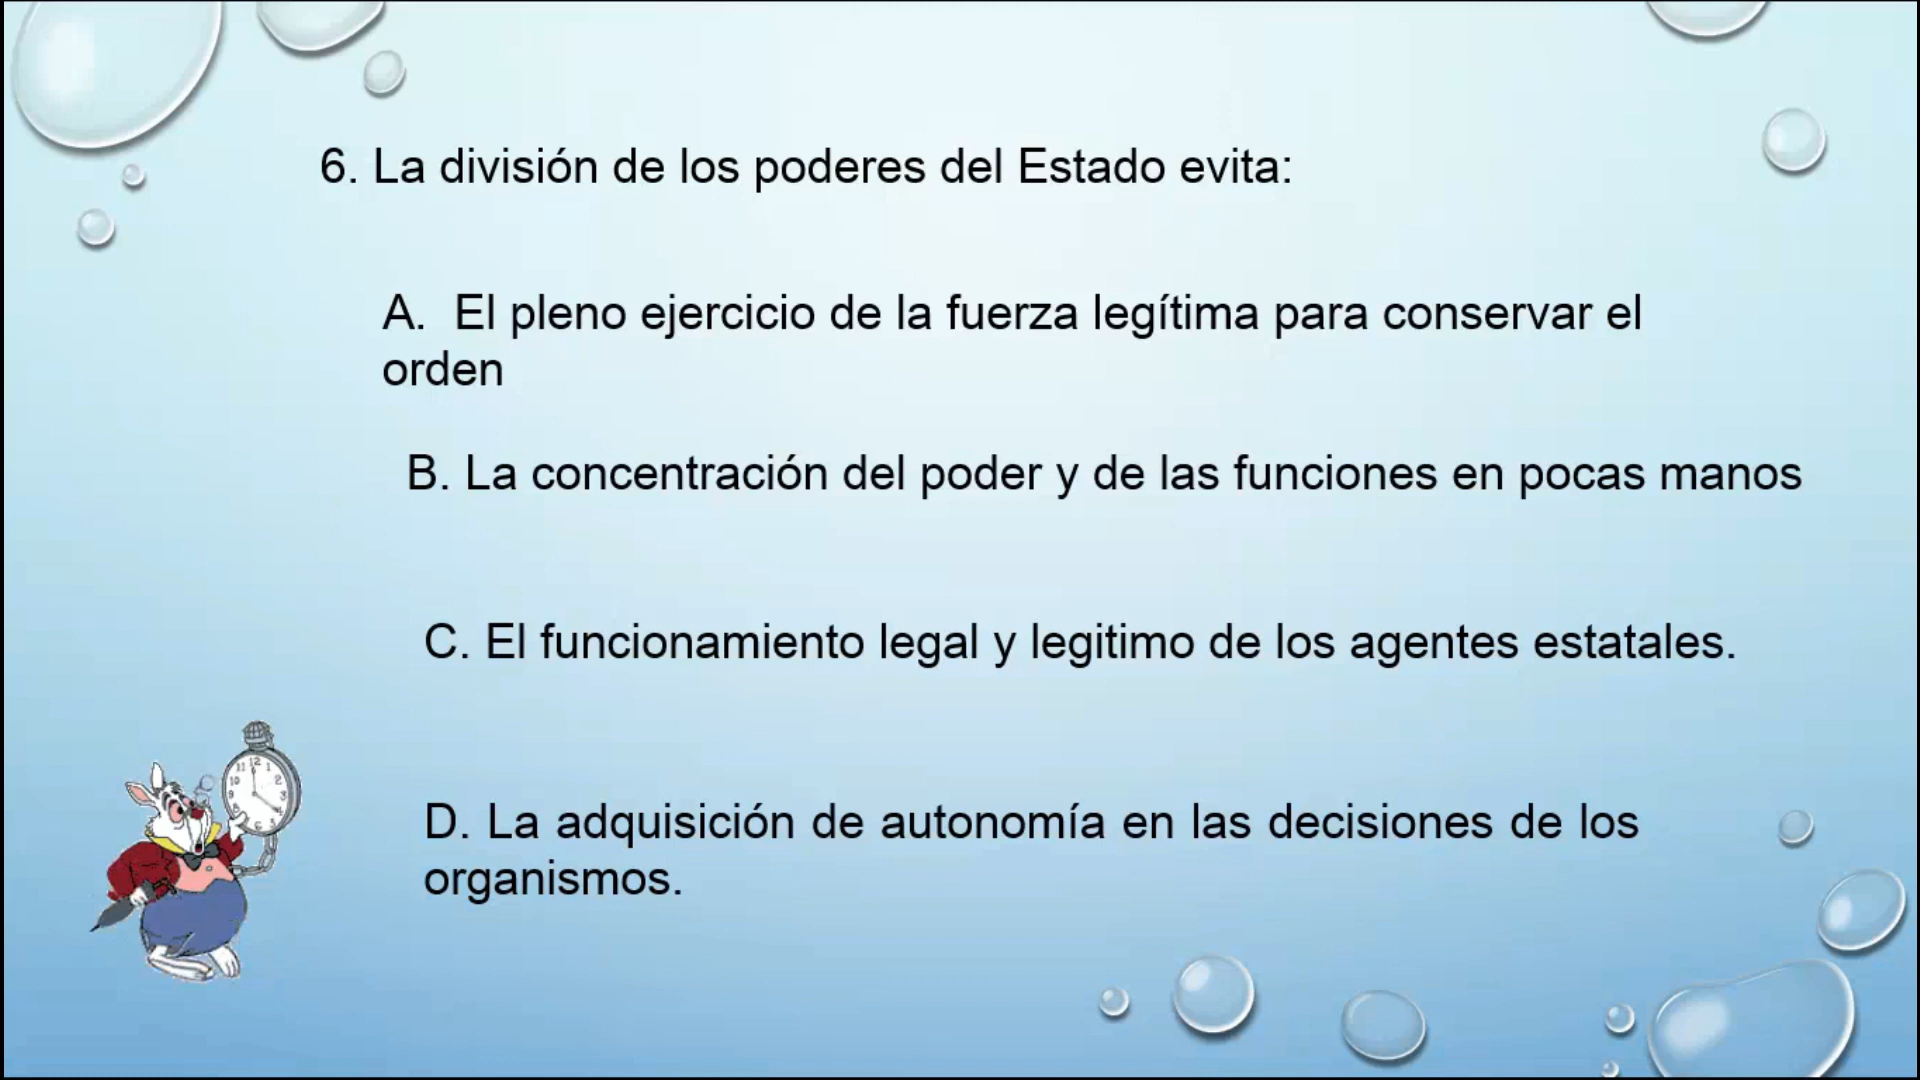 6. La división de los poderes del Estado evita:
A. El pleno ejercicio de la fuerza legítima para conservar el
orden
B. La concentración del poder y de las funciones en pocas manos
C. El funcionamiento legal y legitimo de los agentes estatales.
D. La adquisición de autonomía en las decisiones de los
organismos.